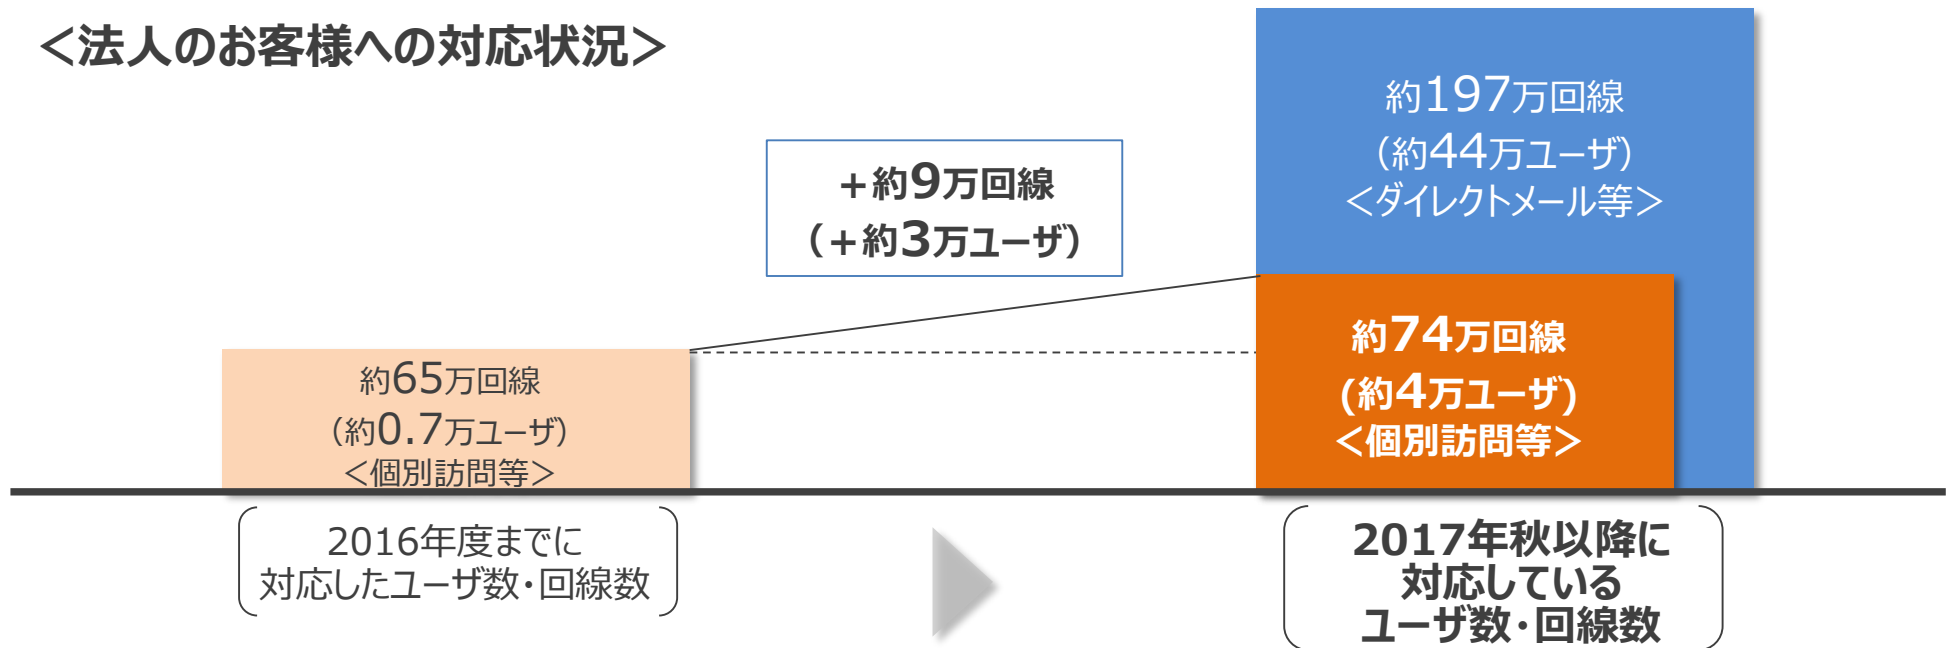 ＜法人のお客様への対応状況＞
約197万回線
（約44万ユーザ）
＜ダイレクトメール等＞
＋約9万回線
（＋約3万ユーザ）
約74万回線
(約4万ユーザ)
＜個別訪問等＞
約65万回線
（約0.7万ユーザ）
＜個別訪問等＞
2016年度までに
対応したユーザ数・回線数
2017年秋以降に
対応している
ユーザ数・回線数